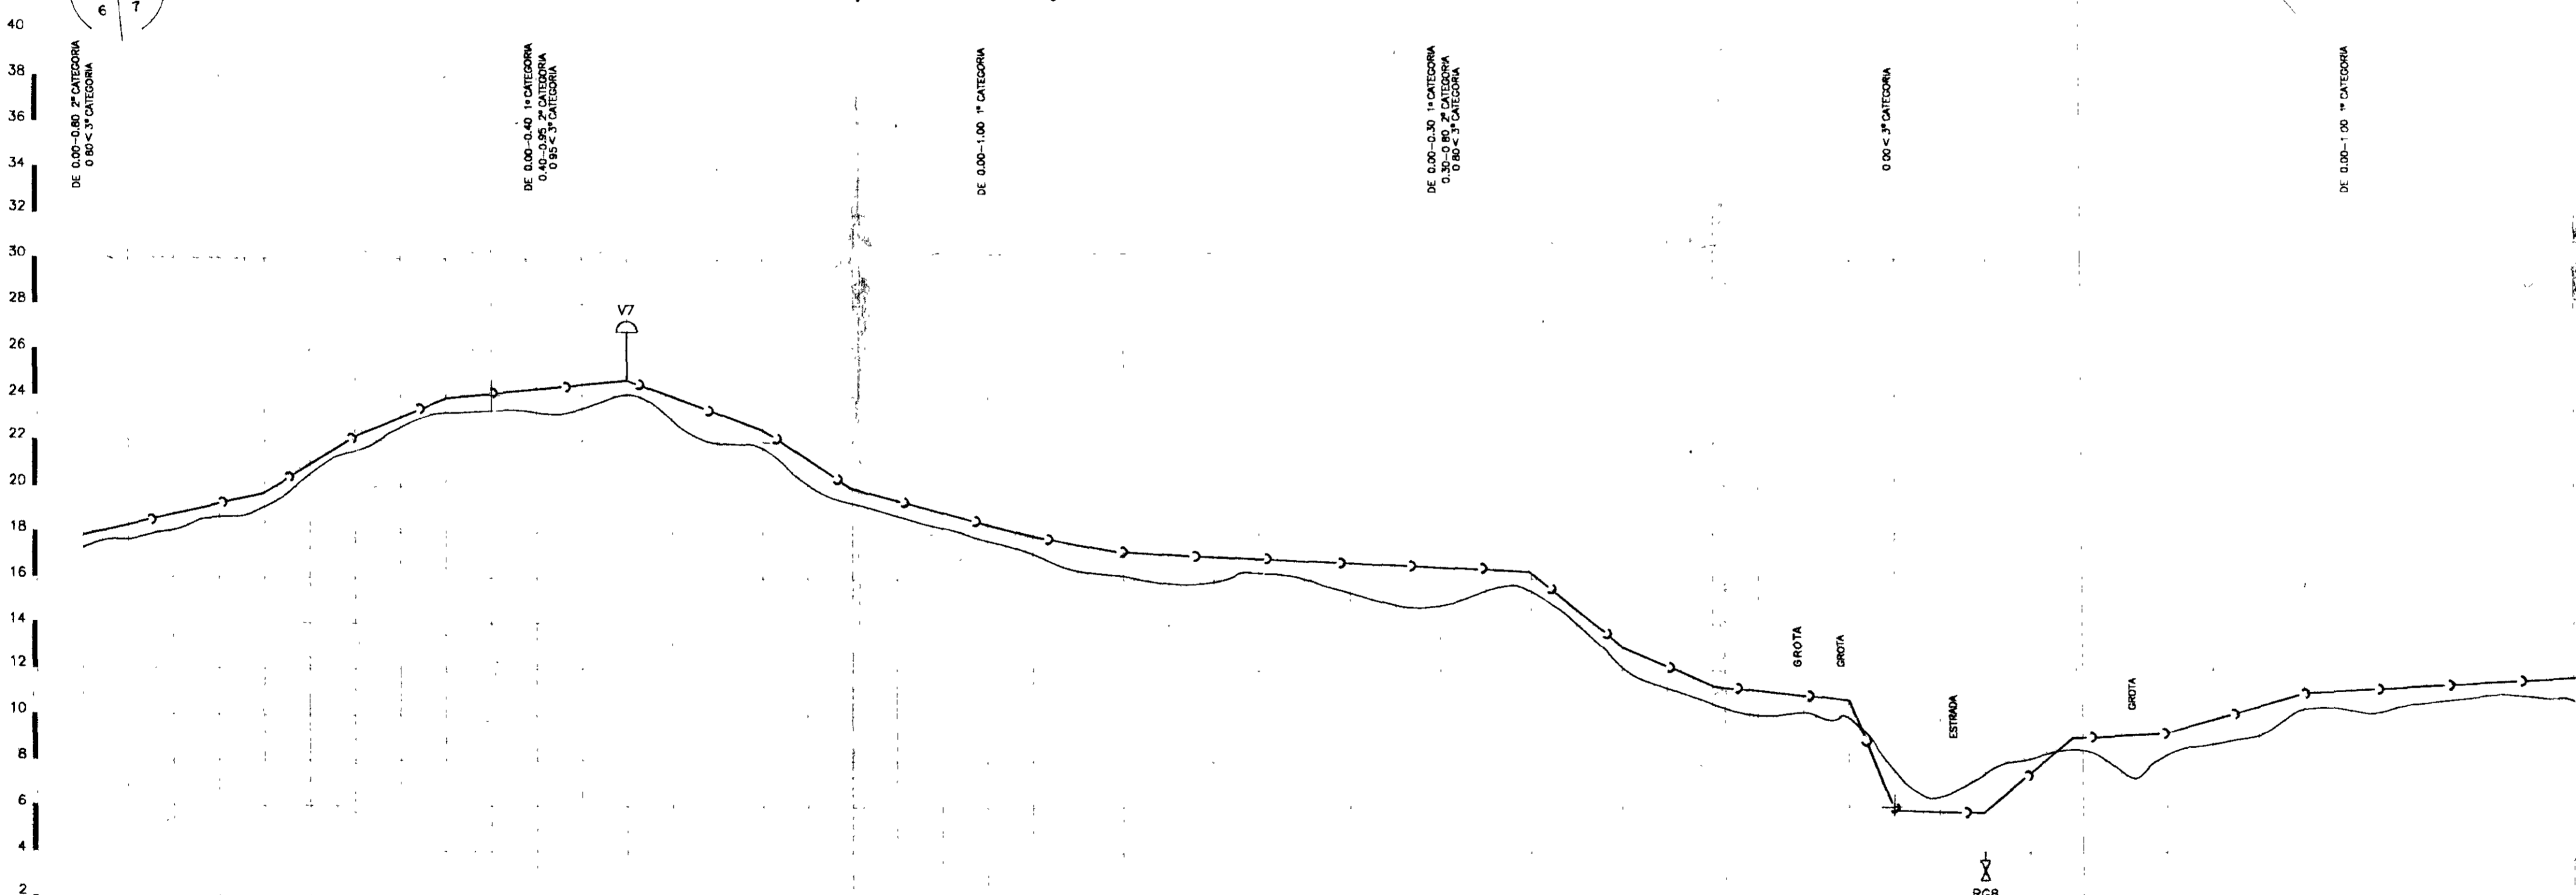 6 7
40
38
36
34
32
30
28
26
24
22
20
18
16
14
12
10
8
6
4
2
DE 0.00-0.80 2ª CATEGORIA
0.80 < 3ª CATEGORIA
DE 0.00-0.40 1ª CATEGORIA
0.40-0.95 2ª CATEGORIA
0.95 < 3ª CATEGORIA
DE 0.00-1.00 1ª CATEGORIA
DE 0.00-0.30 1ª CATEGORIA
0.30-0.80 2ª CATEGORIA
0.80 < 3ª CATEGORIA
0.00 < 3ª CATEGORIA
DE 0.00-1.00 1ª CATEGORIA
V7
GROTA
GROTA
ESTRADA
GROTA
RG8